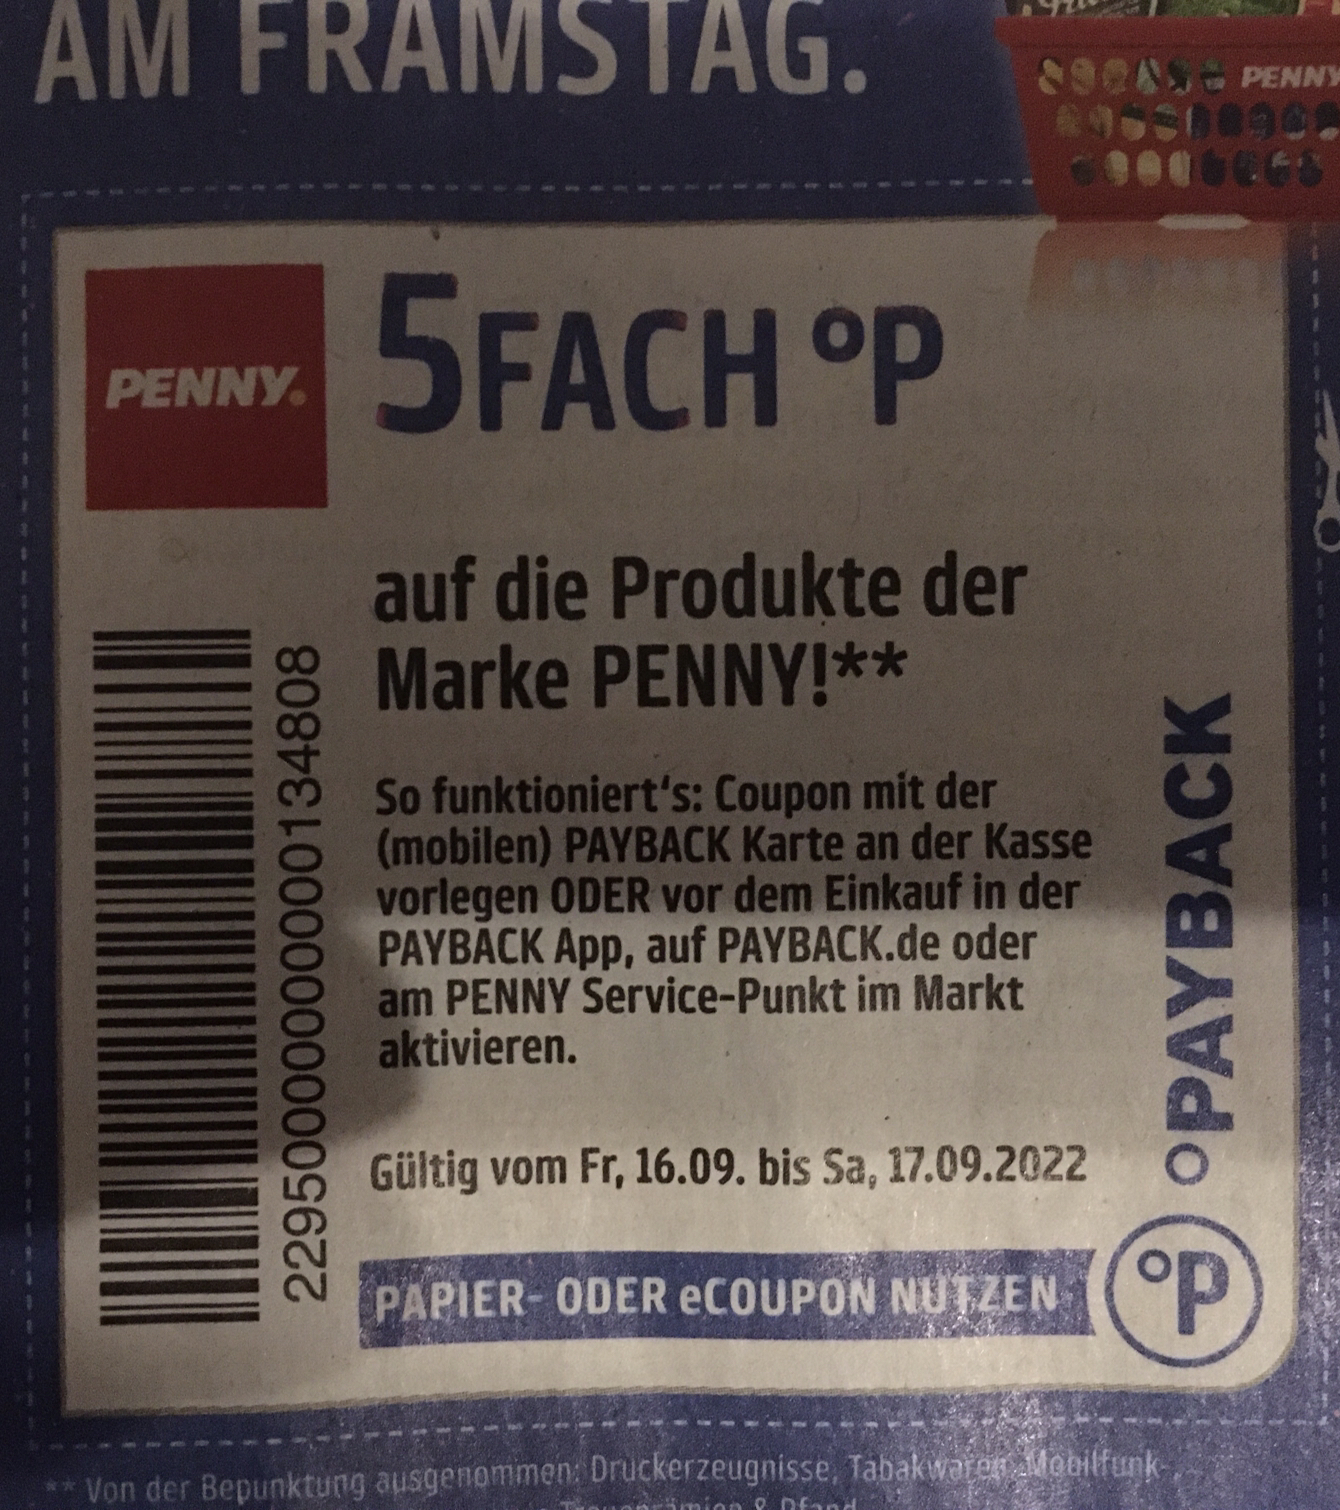 AM FRAMSTAG.
PENNY
PENNY.
5FACH °P
auf die Produkte der
Marke PENNY!**
So funktioniert‘s: Coupon mit der
(mobilen) PAYBACK Karte an der Kasse
vorlegen ODER vor dem Einkauf in der
PAYBACK App, auf PAYBACK.de oder
am PENNY Service-Punkt im Markt
aktivieren.
Gültig vom Fr, 16.09. bis Sa, 17.09.2022
PAPIER- ODER eCOUPON NUTZEN
2295000000000134808
°PAYBACK
°P
** Von der Bepunktung ausgenommen: Druckerzeugnisse, Tabakwaren, Mobilfunk-,
Treueprämien & Pfand